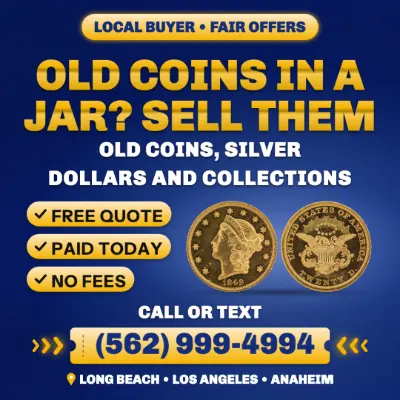 LOCAL BUYER • FAIR OFFERS
OLD COINS IN A
JAR? SELL THEM
OLD COINS, SILVER
DOLLARS AND COLLECTIONS
FREE QUOTE
PAID TODAY
NO FEES
1849
UNITED STATES OF AMERICA
TWENTY D.
CALL OR TEXT
(562) 999-4994
LONG BEACH • LOS ANGELES • ANAHEIM